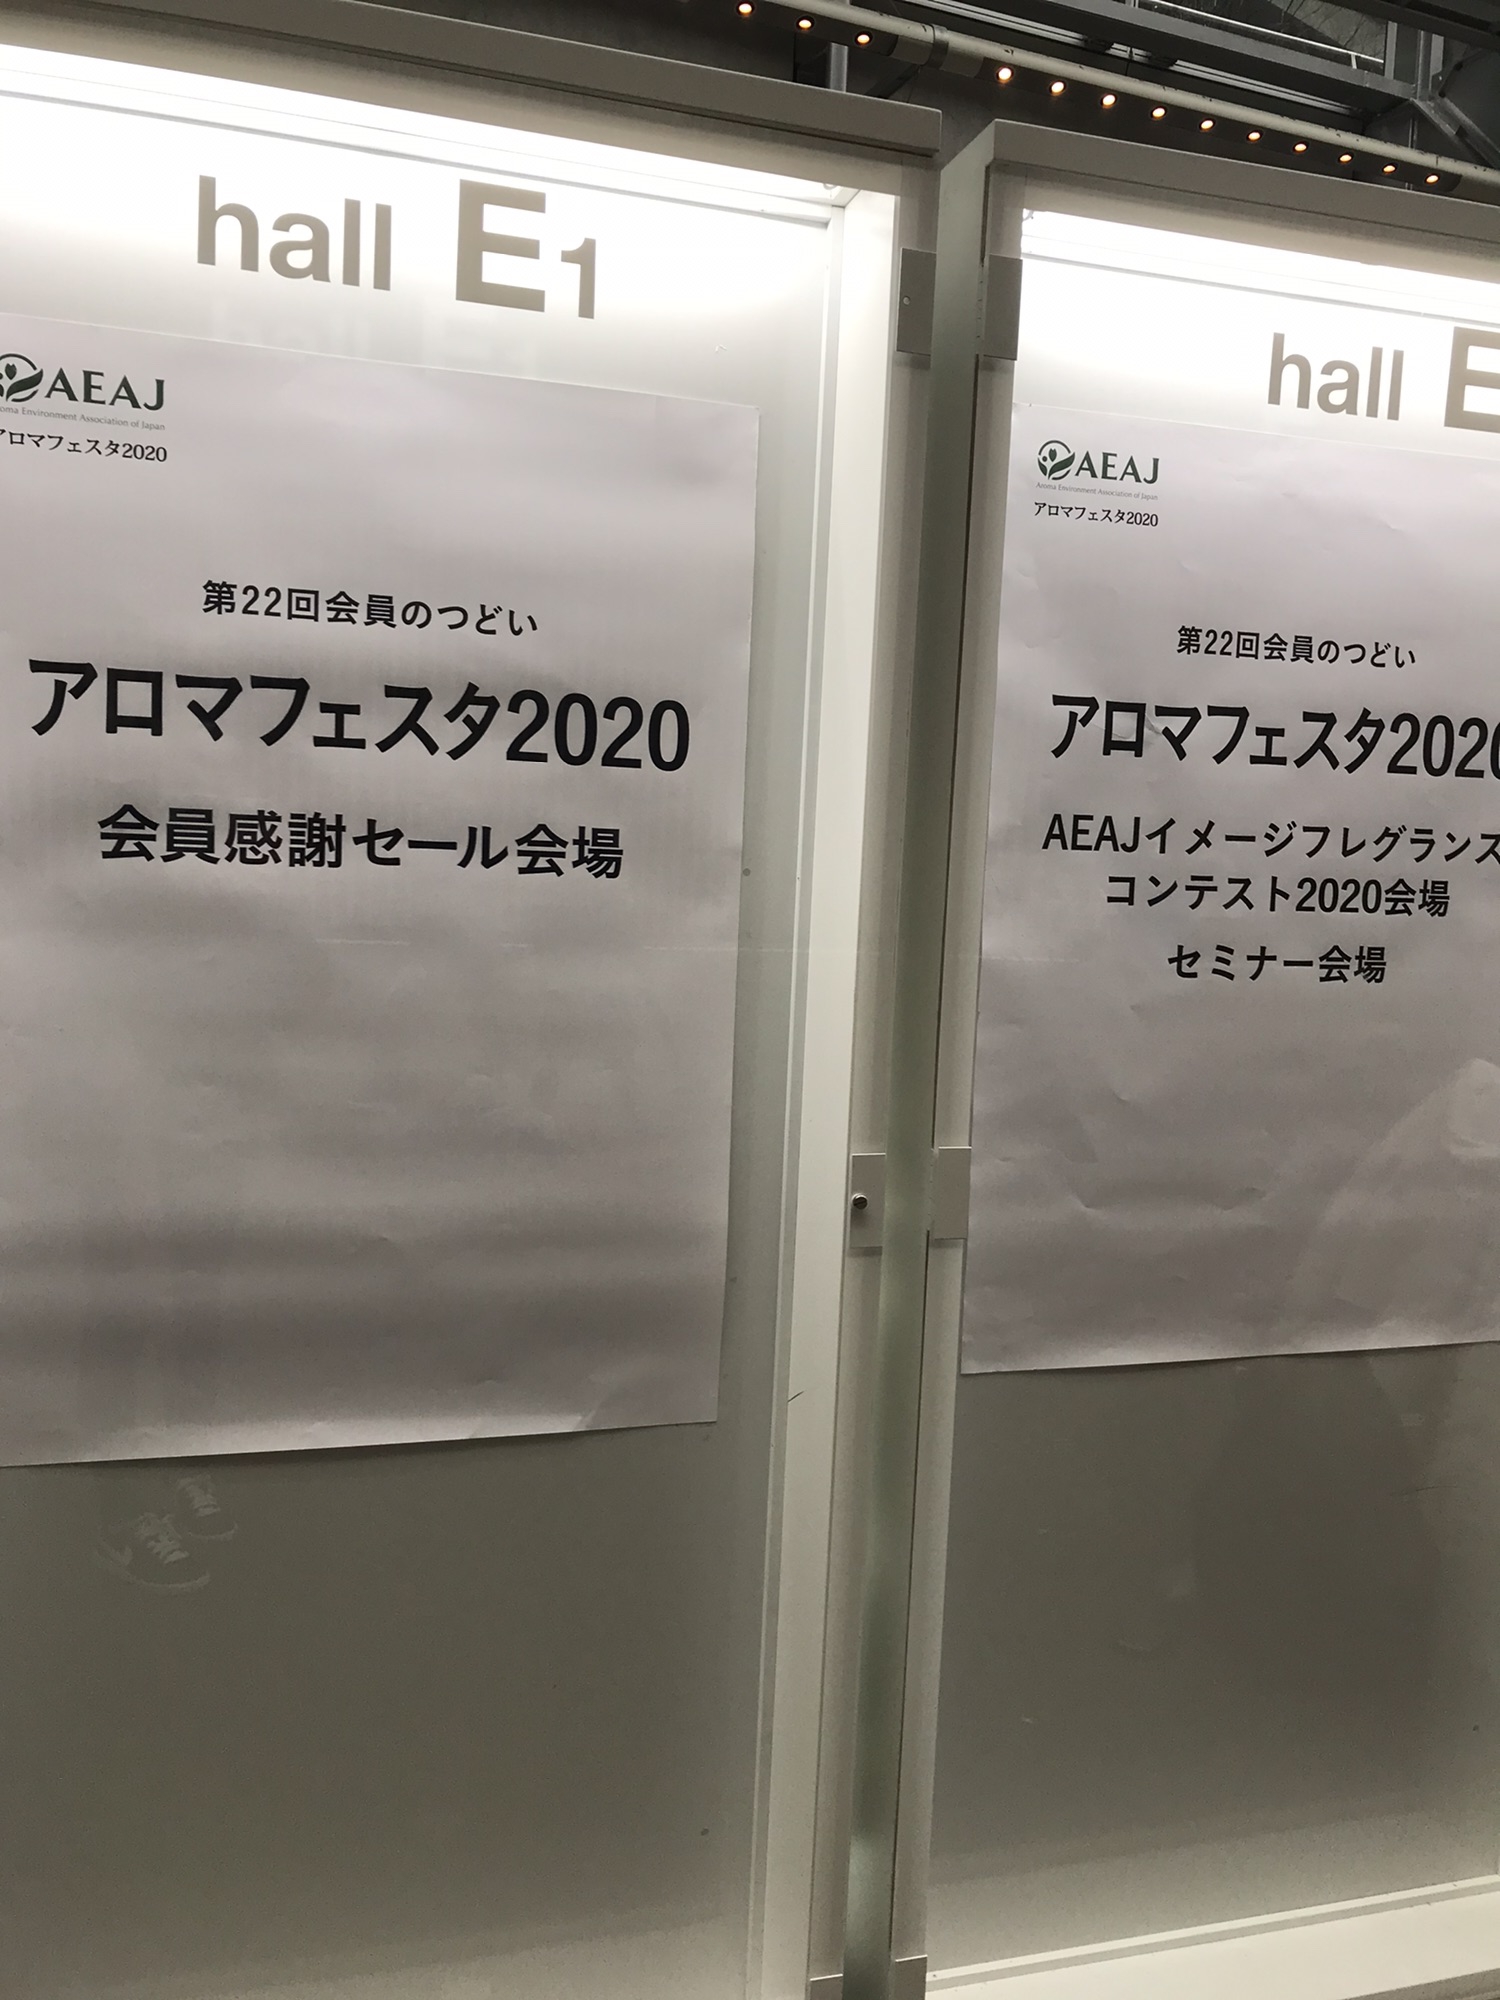 hall E1
AEAJ
Aroma Environment Association of Japan
アロマフェスタ2020
第22回会員のつどい
アロマフェスタ2020
会員感謝セール会場
hall E
AEAJ
Aroma Environment Association of Japan
アロマフェスタ2020
第22回会員のつどい
アロマフェスタ2020
AEAJイメージフレグランス
コンテスト2020会場
セミナー会場